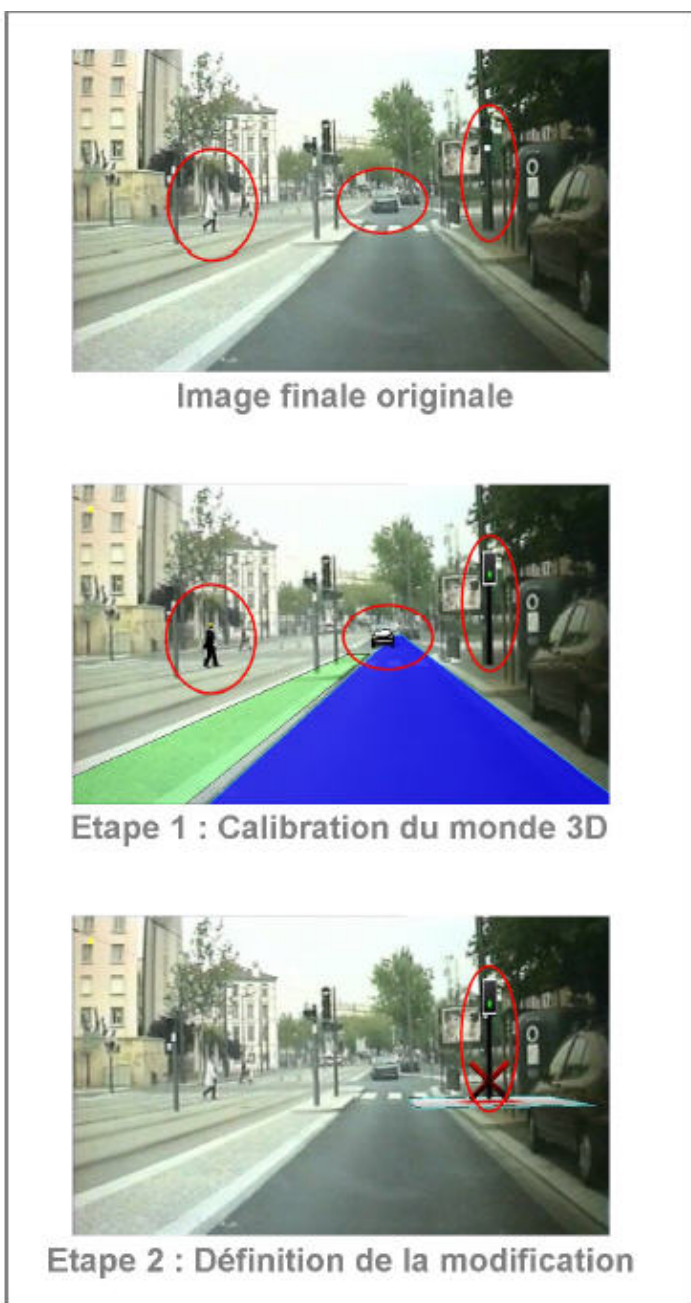 Image finale originale
Etape 1 : Calibration du monde 3D
Etape 2 : Définition de la modification